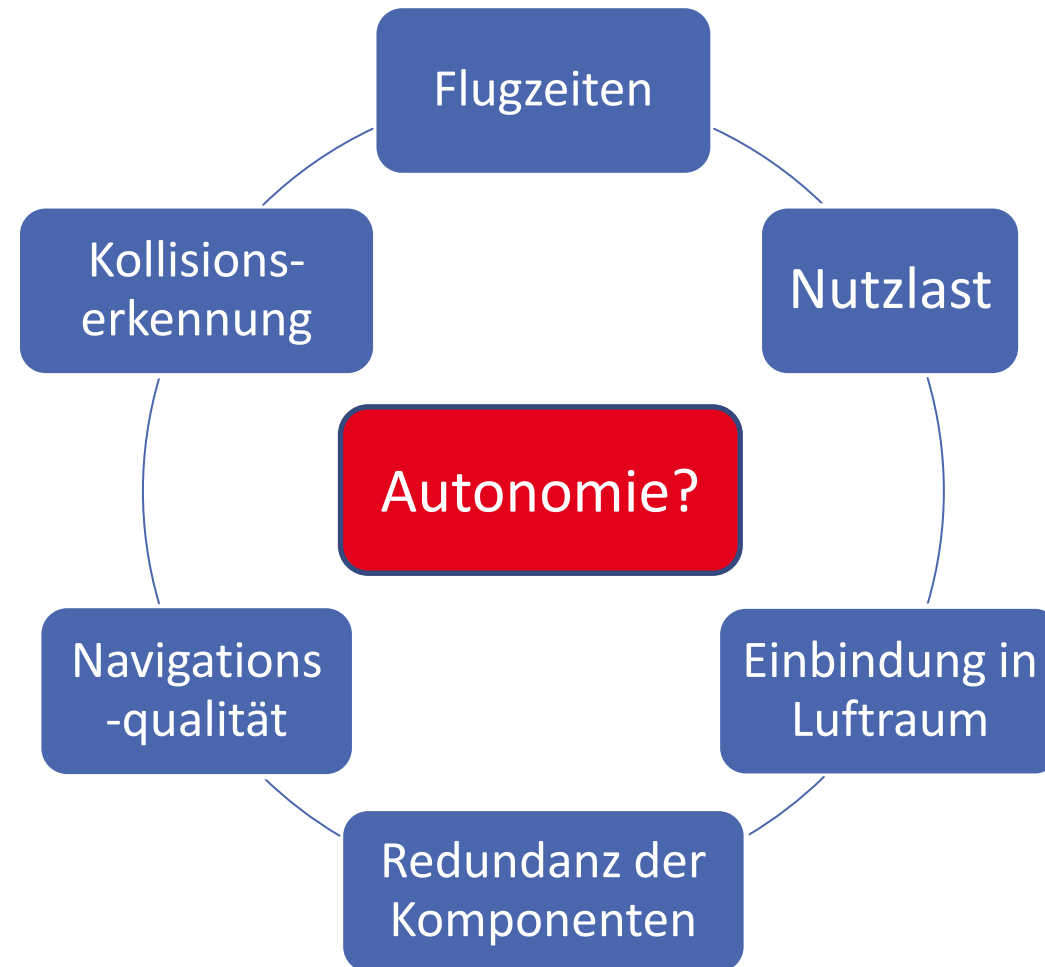 Flugzeiten
Kollisions-
erkennung
Nutzlast
Autonomie?
Navigations
-qualität
Einbindung in
Luftraum
Redundanz der
Komponenten